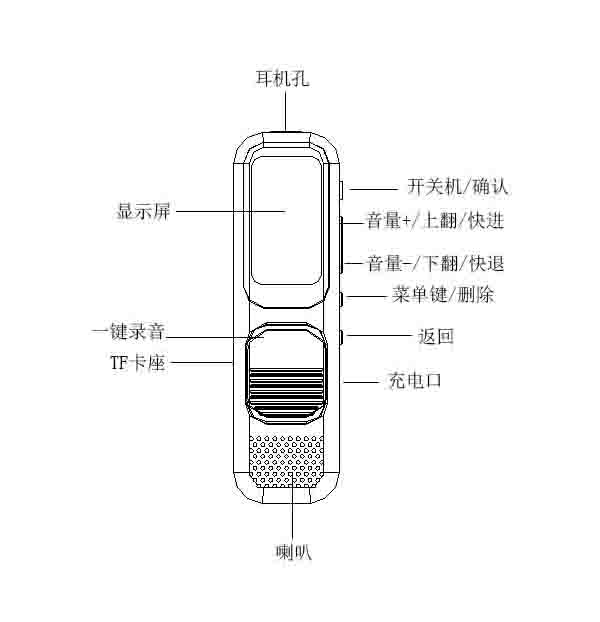 耳机孔
开关机/确认
显示屏
音量+/上翻/快进
音量-/下翻/快退
菜单键/删除
一键录音
返回
TF卡座
充电口
喇叭